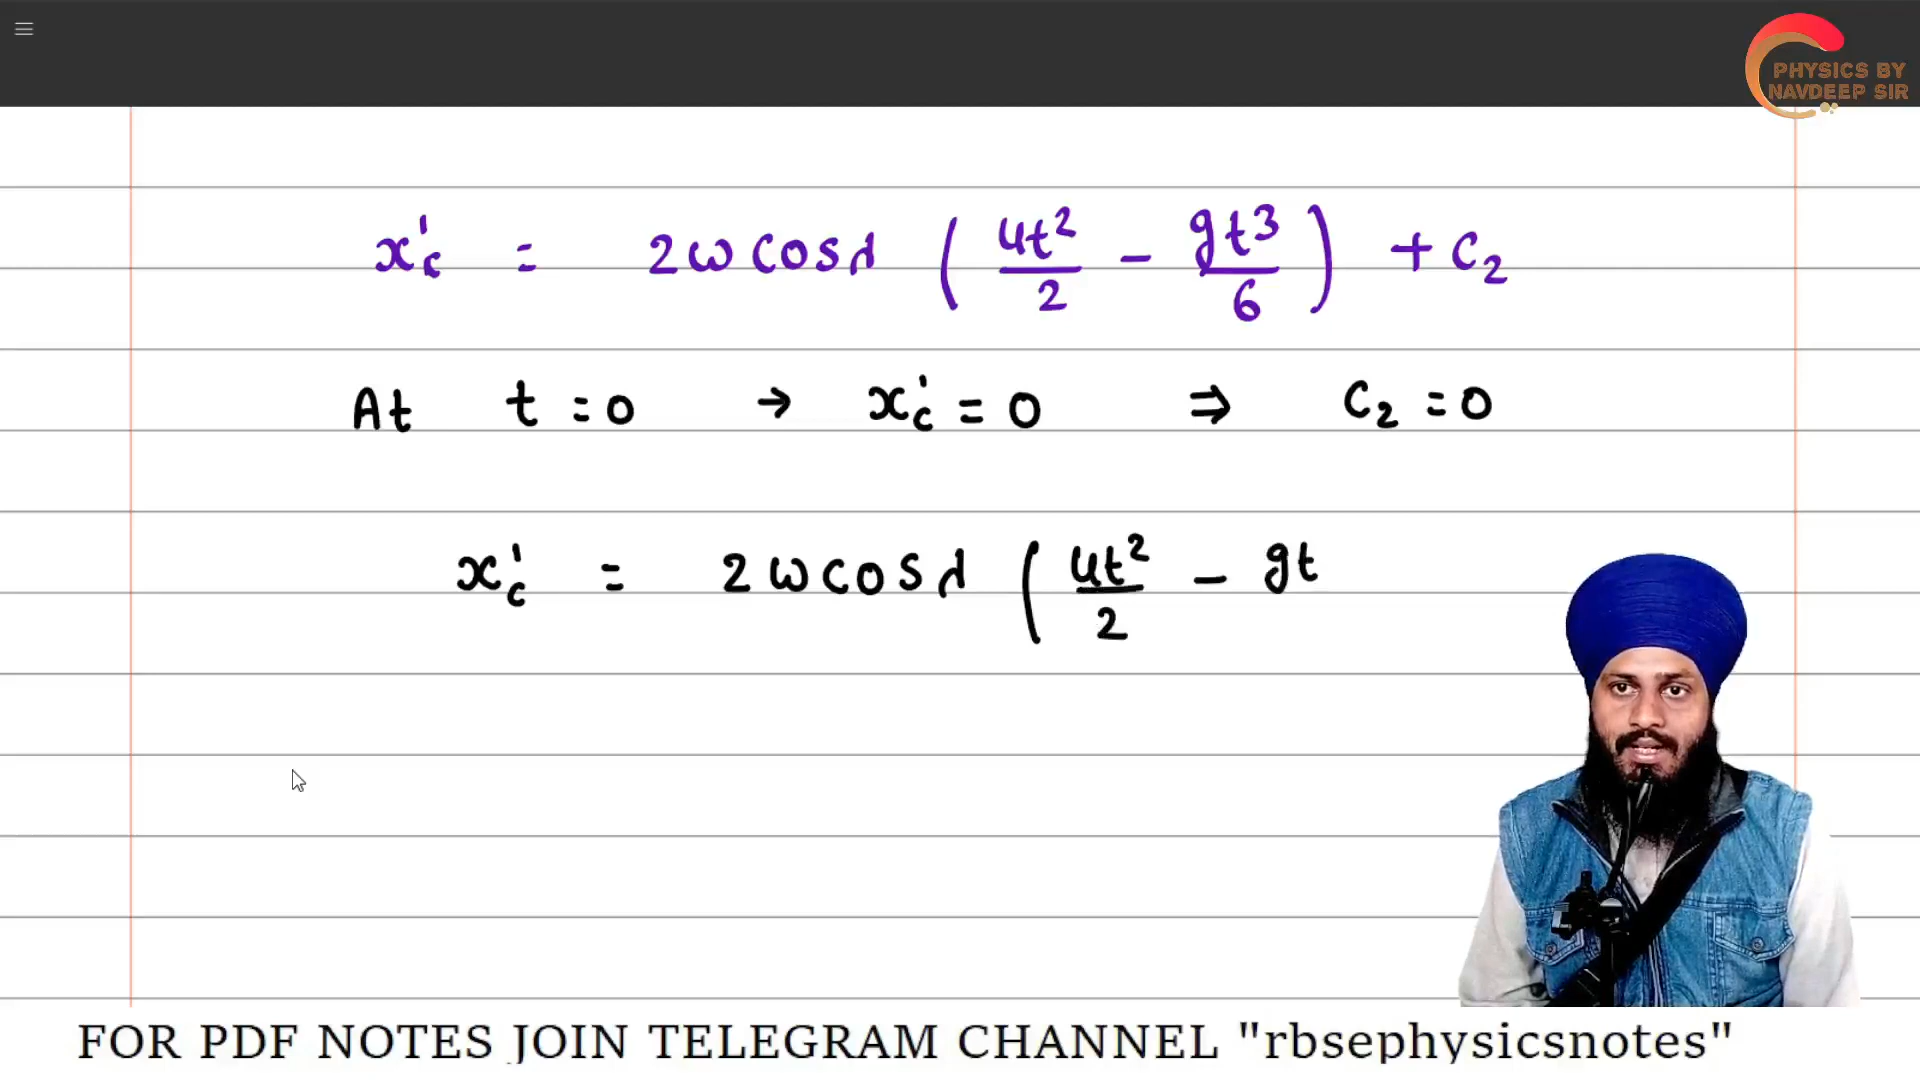 PHYSICS BY
NAVDEEP SIR
x'c = 2ω cosλ ( ut²/2 − gt³/6 ) + c₂
At t = 0 → x'c = 0 ⇒ c₂ = 0
x'c = 2ω cosλ ( ut²/2 − gt
FOR PDF NOTES JOIN TELEGRAM CHANNEL "rbsephysicsnotes"